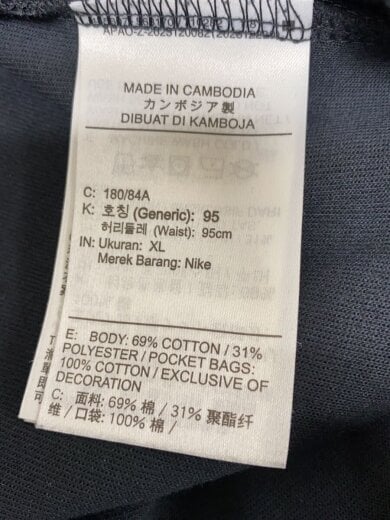 MADE IN CAMBODIA
カンボジア製
DIBUAT DI KAMBOJA
C: 180/84A
K: 호칭 (Generic): 95
허리둘레 (Waist): 95cm
IN: Ukuran: XL
Merek Barang: Nike
E: BODY: 69% COTTON / 31%
POLYESTER / POCKET BAGS:
100% COTTON / EXCLUSIVE OF
DECORATION
C: 面料: 69% 棉 / 31% 聚酯纤
维 / 口袋: 100% 棉 /